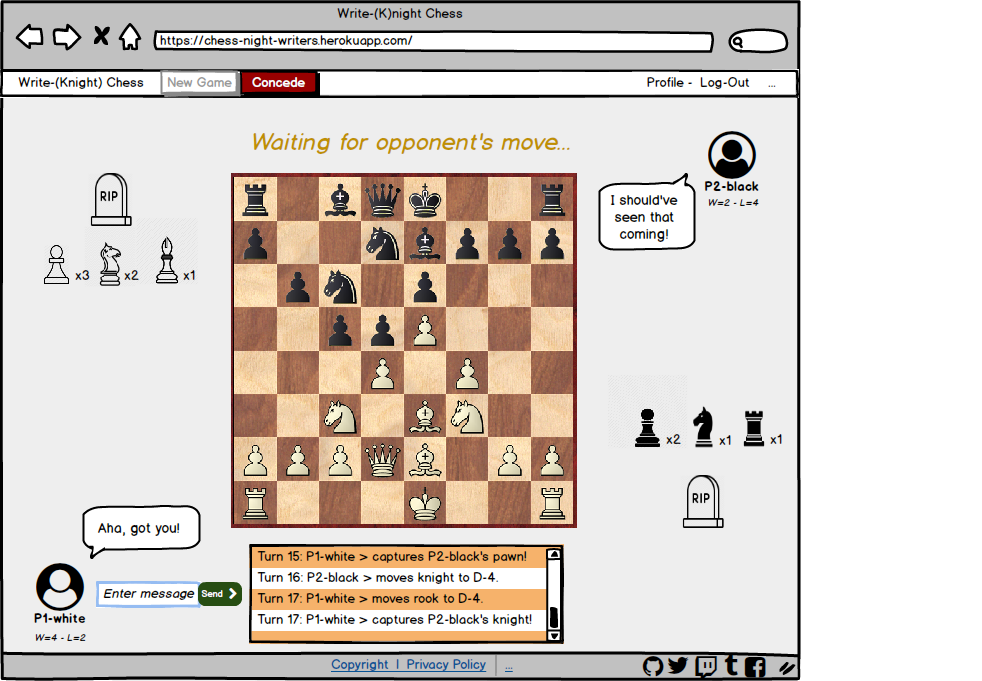 Write-(K)night Chess
https://chess-night-writers.herokuapp.com/
Write-(Knight) Chess New Game Concede Profile - Log-Out ...
Waiting for opponent's move...
P2-black
W=2 - L=4
I should've
seen that
coming!
RIP
x3 x2 x1
x2 x1 x1
RIP
Aha, got you!
Turn 15: P1-white > captures P2-black's pawn!
Turn 16: P2-black > moves knight to D-4.
Turn 17: P1-white > moves rook to D-4.
Turn 17: P1-white > captures P2-black's knight!
Enter message Send
P1-white
W=4 - L=2
Copyright | Privacy Policy ...